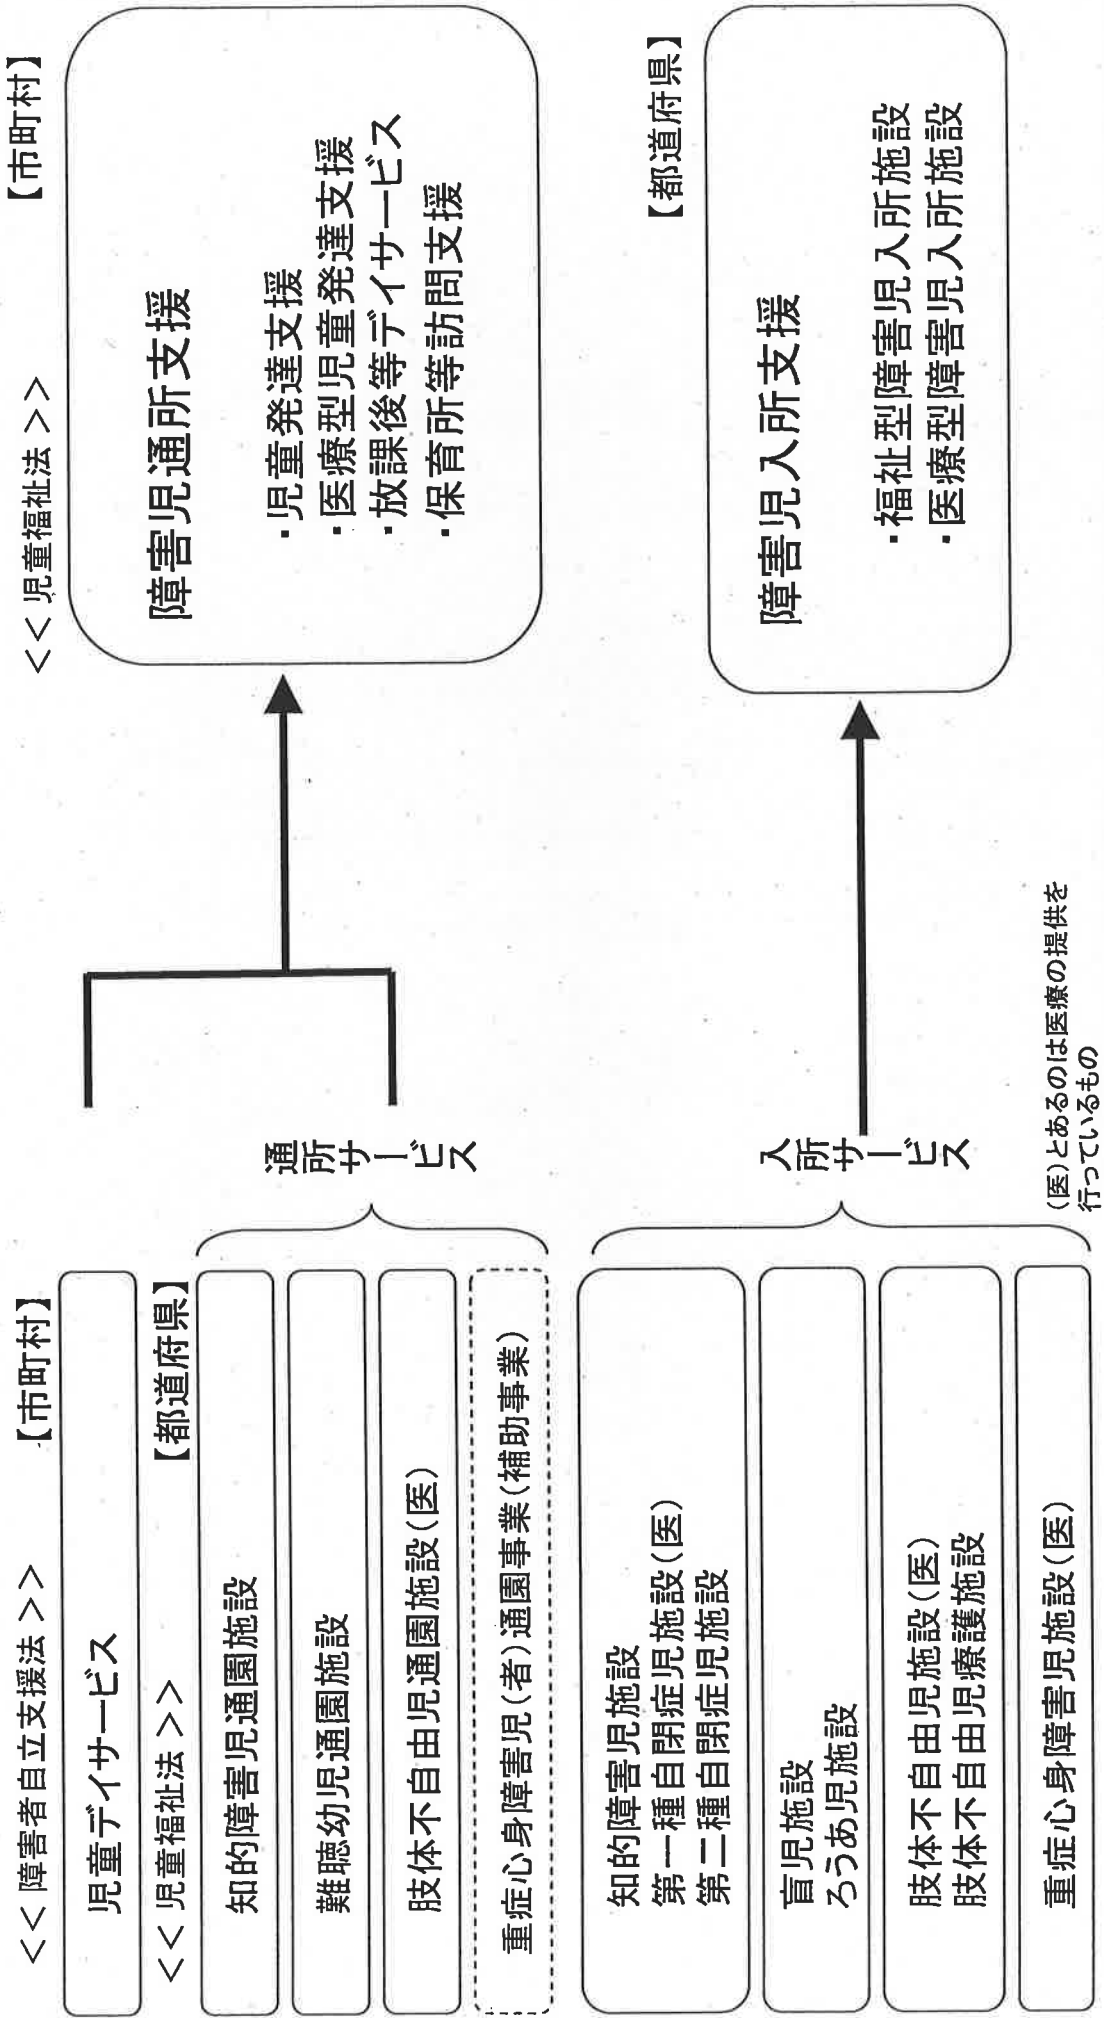 <<障害者自立支援法>>
【市町村】
児童デイサービス
<<児童福祉法>>
【都道府県】
知的障害児通園施設
難聴幼児通園施設
肢体不自由児通園施設(医)
重症心身障害児(者)通園事業(補助事業)
通所サービス
知的障害児施設
第一種自閉症児施設(医)
第二種自閉症児施設
盲児施設
ろうあ児施設
肢体不自由児施設(医)
肢体不自由児療護施設
重症心身障害児施設(医)
入所サービス
(医)とあるのは医療の提供を
行っているもの
<<児童福祉法>>
【市町村】
障害児通所支援
・児童発達支援
・医療型児童発達支援
・放課後等デイサービス
・保育所等訪問支援
【都道府県】
障害児入所支援
・福祉型障害児入所施設
・医療型障害児入所施設